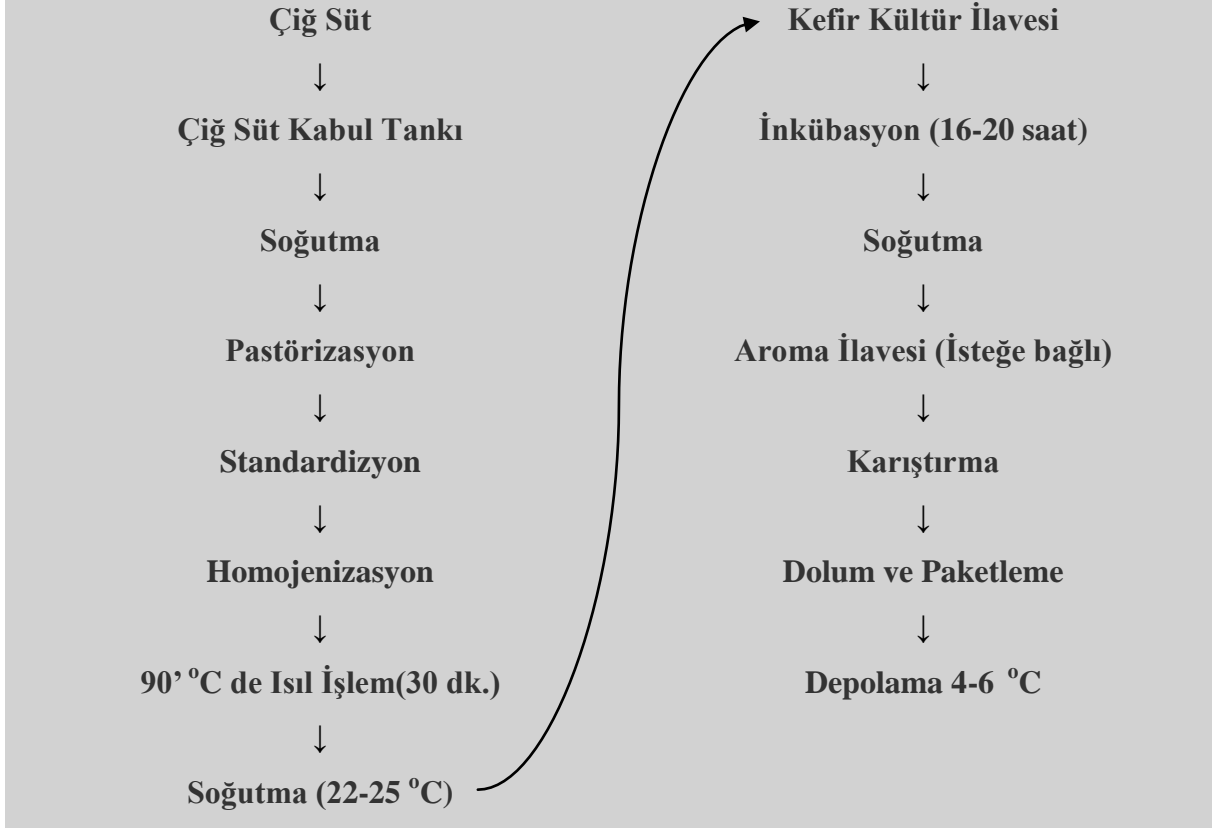 Çiğ Süt
↓
Çiğ Süt Kabul Tankı
↓
Soğutma
↓
Pastörizasyon
↓
Standardizyon
↓
Homojenizasyon
↓
90’ °C de Isıl İşlem(30 dk.)
↓
Soğutma (22-25 °C)
Kefir Kültür İlavesi
↓
İnkübasyon (16-20 saat)
↓
Soğutma
↓
Aroma İlavesi (İsteğe bağlı)
↓
Karıştırma
↓
Dolum ve Paketleme
↓
Depolama 4-6 °C